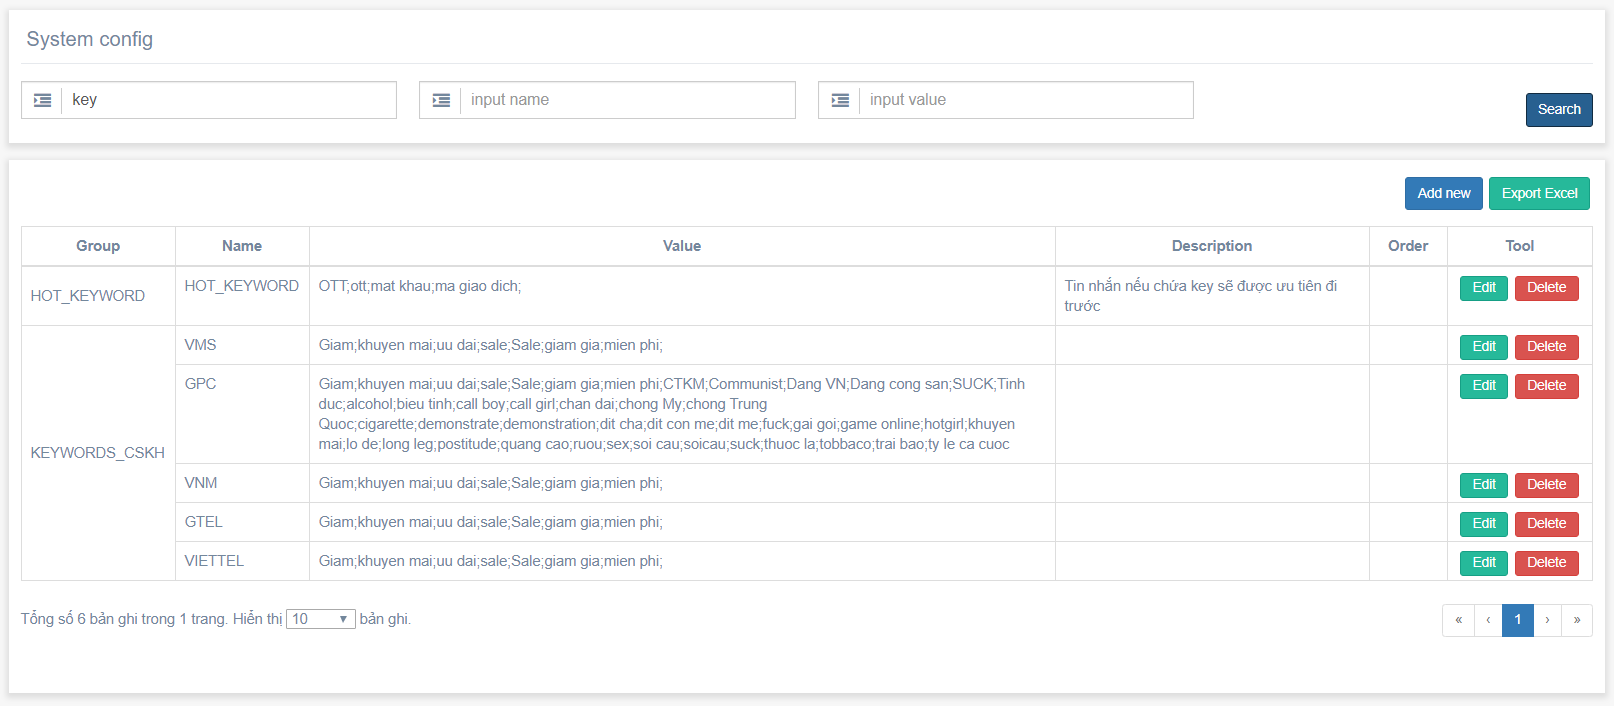 System config
key
input name
input value
Search
Add new
Export Excel
Group
Name
Value
Description
Order
Tool
HOT_KEYWORD
HOT_KEYWORD
OTT;ott;mat khau;ma giao dich;
Tin nhắn nếu chứa key sẽ được ưu tiên đi
trước
Edit
Delete
KEYWORDS_CSKH
VMS
Giam;khuyen mai;uu dai;sale;Sale;giam gia;mien phi;
Edit
Delete
GPC
Giam;khuyen mai;uu dai;sale;Sale;giam gia;mien phi;CTKM;Communist;Dang VN;Dang cong san;SUCK;Tinh
duc;alcohol;bieu tinh;call boy;call girl;chan dai;chong My;chong Trung
Quoc;cigarette;demonstrate;demonstration;dit cha;dit con me;dit me;fuck;gai goi;game online;hotgirl;khuyen
mai;lo de;long leg;postitude;quang cao;ruou;sex;soi cau;soicau;suck;thuoc la;tobbaco;trai bao;ty le ca cuoc
Edit
Delete
VNM
Giam;khuyen mai;uu dai;sale;Sale;giam gia;mien phi;
Edit
Delete
GTEL
Giam;khuyen mai;uu dai;sale;Sale;giam gia;mien phi;
Edit
Delete
VIETTEL
Giam;khuyen mai;uu dai;sale;Sale;giam gia;mien phi;
Edit
Delete
Tổng số 6 bản ghi trong 1 trang. Hiển thị 10 bản ghi.
« ‹ 1 › »